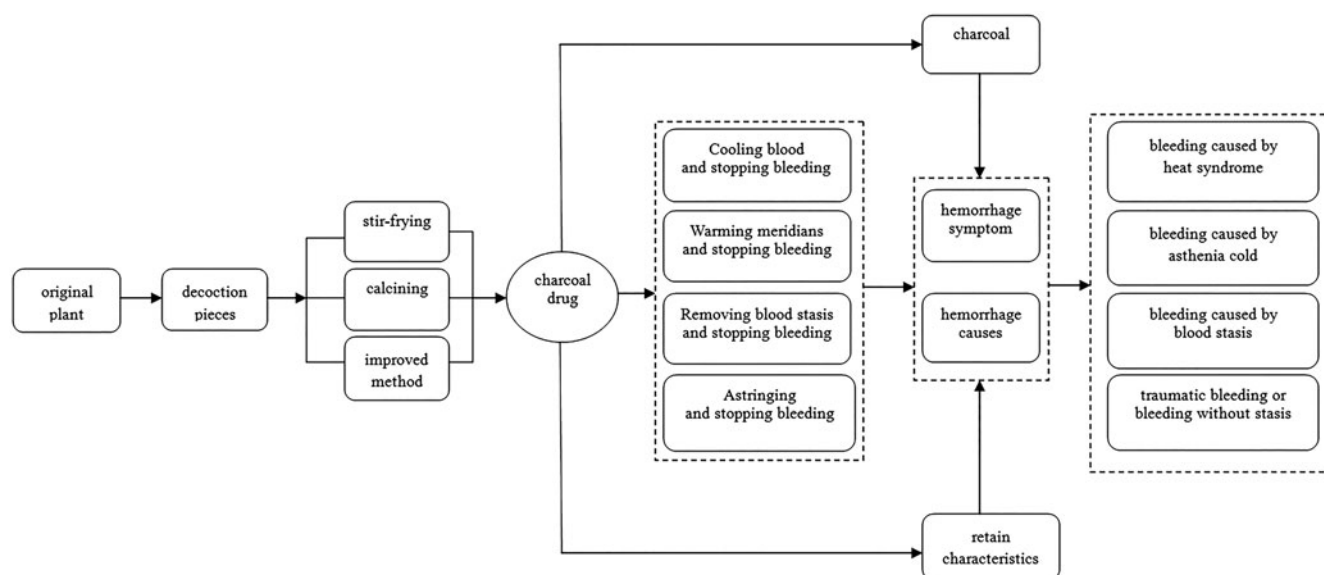 original
plant
decoction
pieces
stir-frying
calcining
improved
method
charcoal
drug
Cooling blood
and stopping bleeding
Warming meridians
and stopping bleeding
Removing blood stasis
and stopping bleeding
Astringing
and stopping bleeding
charcoal
hemorrhage
symptom
hemorrhage
causes
retain
characteristics
bleeding caused by
heat syndrome
bleeding caused by
asthenia cold
bleeding caused by
blood stasis
traumatic bleeding or
bleeding without stasis